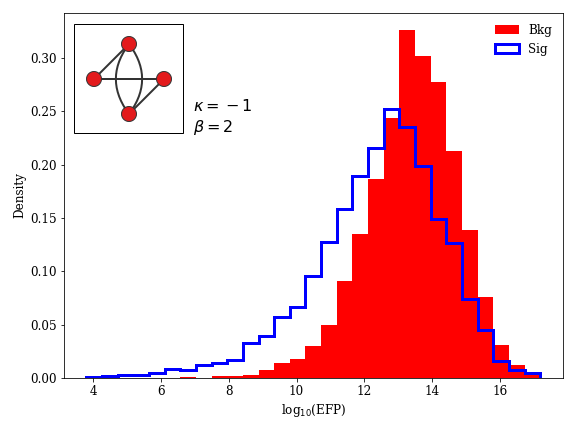 Bkg
Sig
κ = −1
β = 2
Density
0.30
0.25
0.20
0.15
0.10
0.05
0.00
4 6 8 10 12 14 16
log₁₀(EFP)